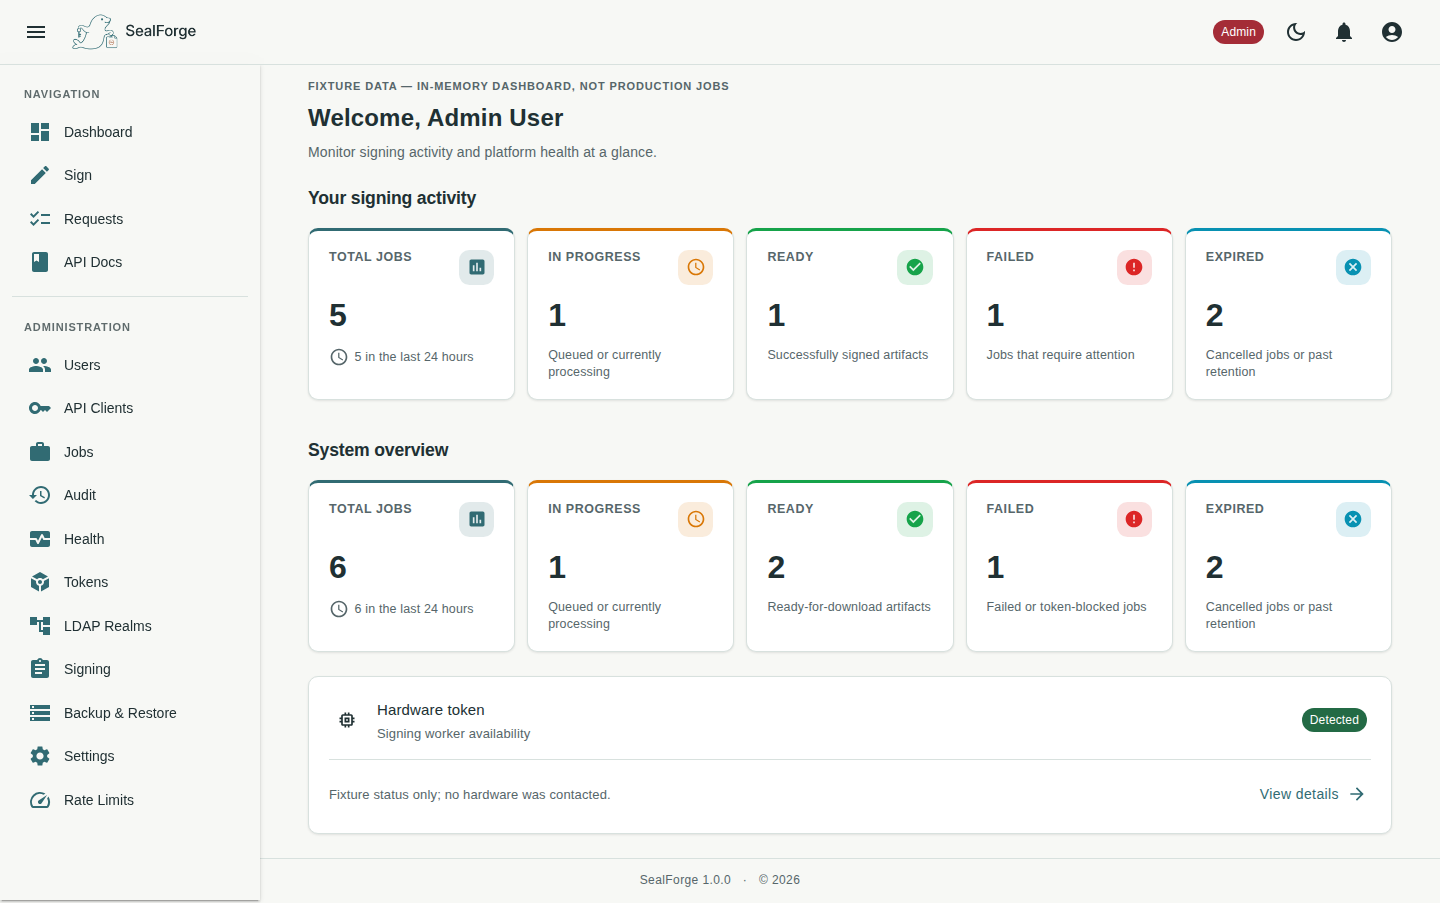 SealForge
Admin
NAVIGATION
Dashboard
Sign
Requests
API Docs
ADMINISTRATION
Users
API Clients
Jobs
Audit
Health
Tokens
LDAP Realms
Signing
Backup & Restore
Settings
Rate Limits
FIXTURE DATA — IN-MEMORY DASHBOARD, NOT PRODUCTION JOBS
Welcome, Admin User
Monitor signing activity and platform health at a glance.
Your signing activity
TOTAL JOBS
5
5 in the last 24 hours
IN PROGRESS
1
Queued or currently
processing
READY
1
Successfully signed artifacts
FAILED
1
Jobs that require attention
EXPIRED
2
Cancelled jobs or past
retention
System overview
TOTAL JOBS
6
6 in the last 24 hours
IN PROGRESS
1
Queued or currently
processing
READY
2
Ready-for-download artifacts
FAILED
1
Failed or token-blocked jobs
EXPIRED
2
Cancelled jobs or past
retention
Hardware token
Signing worker availability
Detected
Fixture status only; no hardware was contacted.
View details
SealForge 1.0.0 · © 2026